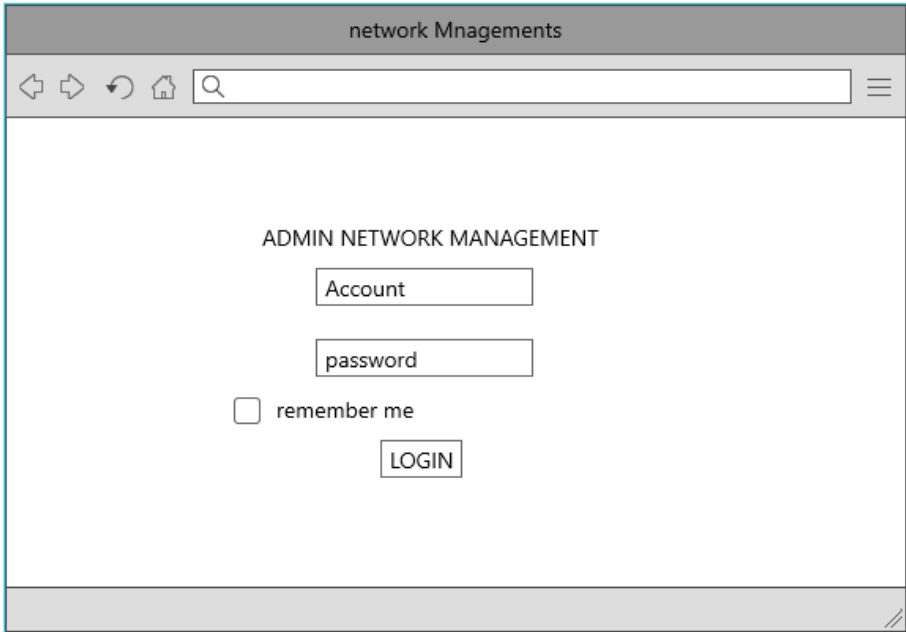 network Mnagements
ADMIN NETWORK MANAGEMENT
Account
password
remember me
LOGIN